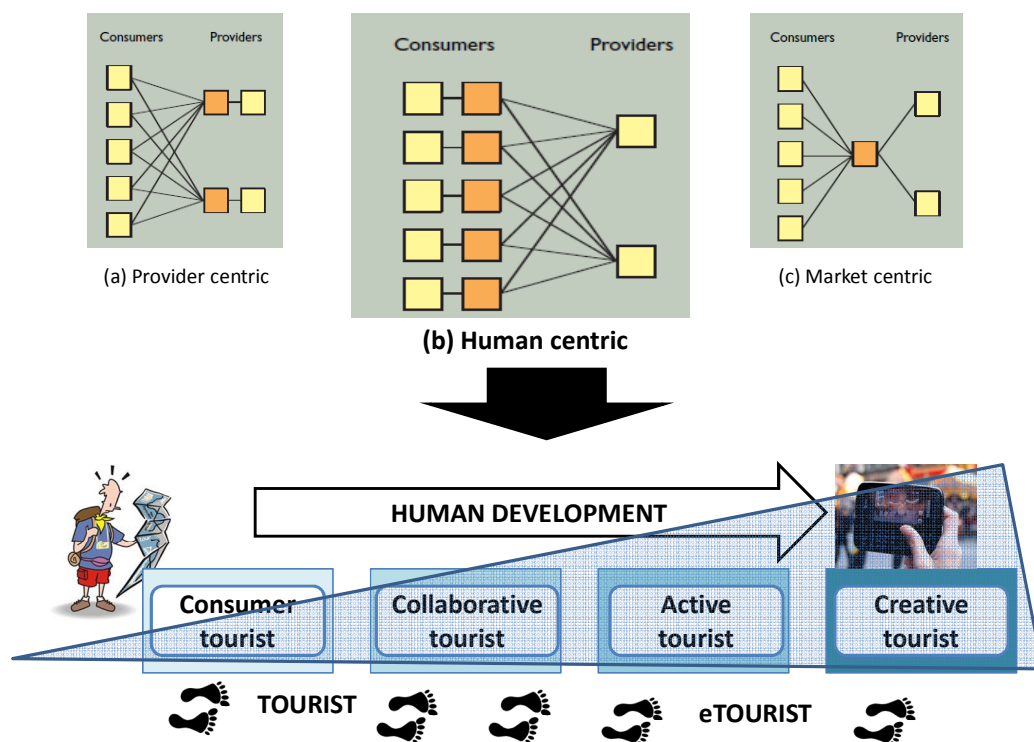 Consumers Providers
(a) Provider centric
Consumers Providers
(b) Human centric
Consumers Providers
(c) Market centric
HUMAN DEVELOPMENT
Consumer
tourist
Collaborative
tourist
Active
tourist
Creative
tourist
TOURIST
eTOURIST